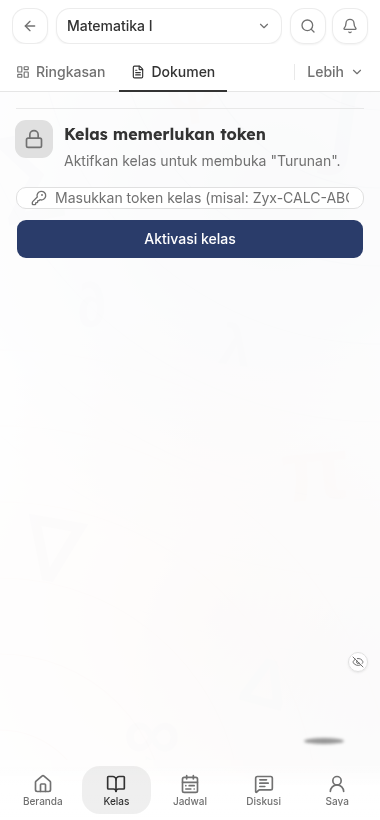 Matematika I
Ringkasan
Dokumen
Lebih
Kelas memerlukan token
Aktifkan kelas untuk membuka "Turunan".
Masukkan token kelas (misal: Zyx-CALC-ABC
Aktivasi kelas
Beranda
Kelas
Jadwal
Diskusi
Saya